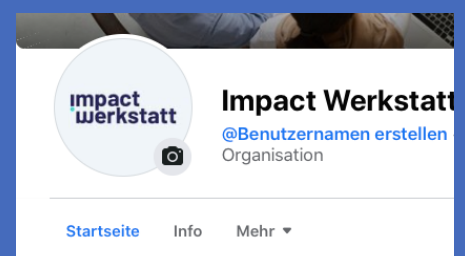 impact
werkstatt
Impact Werkstatt
@Benutzernamen erstellen
Organisation
Startseite Info Mehr